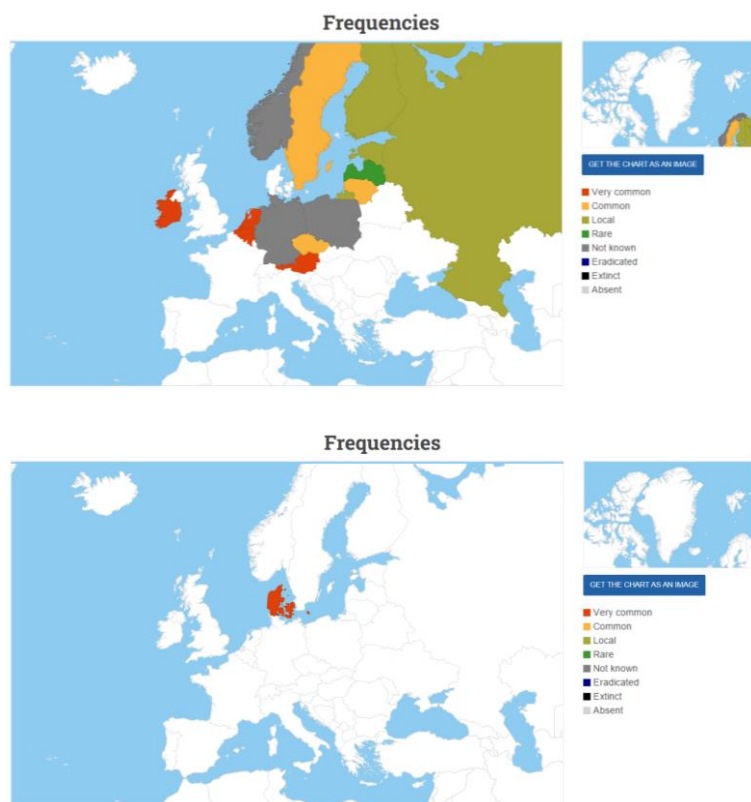 Frequencies
GET THE CHART AS AN IMAGE
Very common
Common
Local
Rare
Not known
Eradicated
Extinct
Absent
Frequencies
GET THE CHART AS AN IMAGE
Very common
Common
Local
Rare
Not known
Eradicated
Extinct
Absent